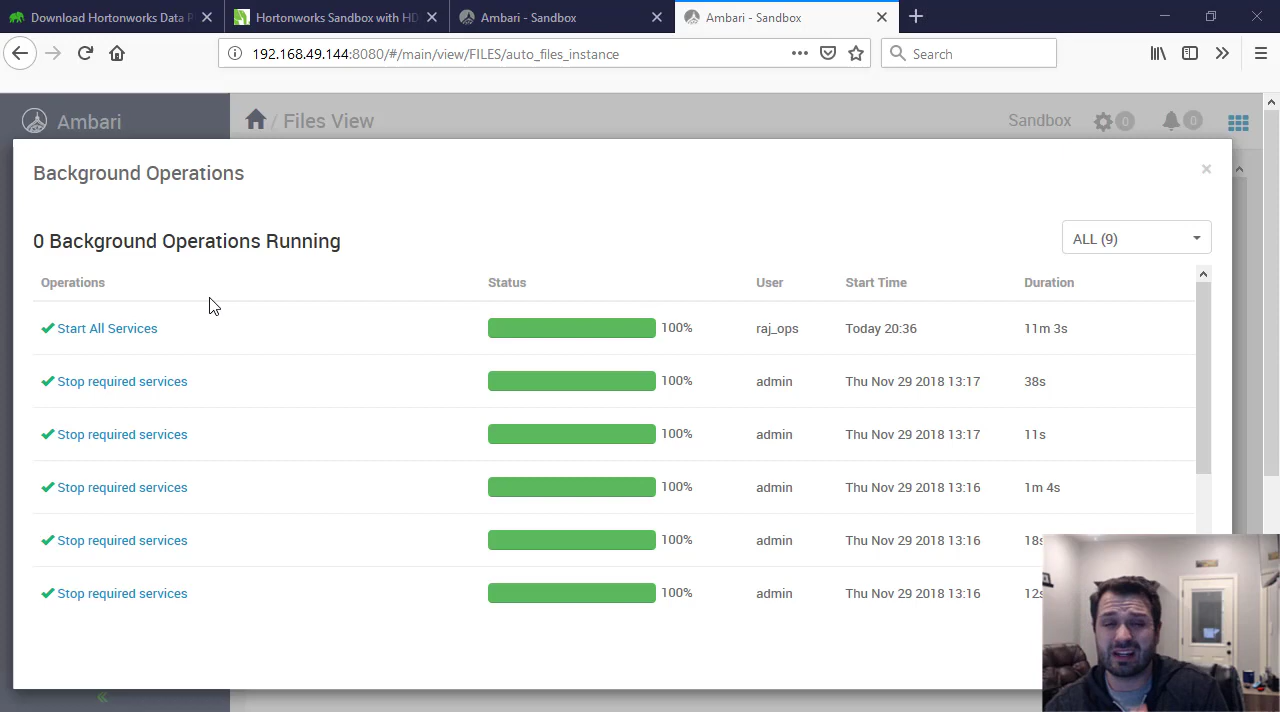 Download Hortonworks Data P
Hortonworks Sandbox with HD
Ambari - Sandbox
Ambari - Sandbox
192.168.49.144:8080/#/main/view/FILES/auto_files_instance
Search
Ambari
/ Files View
Sandbox
0
0
Background Operations
×
0 Background Operations Running
ALL (9)
Operations Status User Start Time Duration
Start All Services 100% raj_ops Today 20:36 11m 3s
Stop required services 100% admin Thu Nov 29 2018 13:17 38s
Stop required services 100% admin Thu Nov 29 2018 13:17 11s
Stop required services 100% admin Thu Nov 29 2018 13:16 1m 4s
Stop required services 100% admin Thu Nov 29 2018 13:16 18s
Stop required services 100% admin Thu Nov 29 2018 13:16 12s